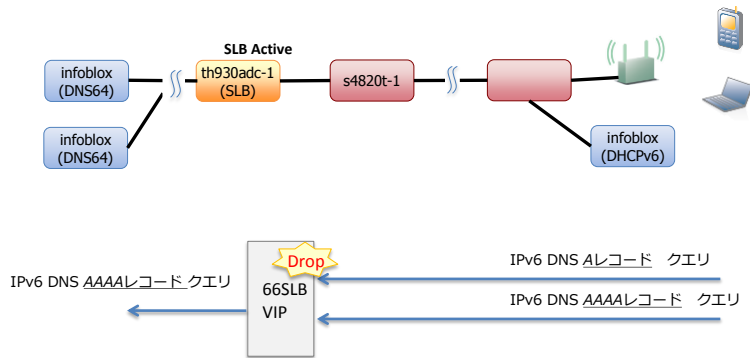 SLB Active
infoblox
(DNS64)
th930adc-1
(SLB)
s4820t-1
infoblox
(DNS64)
infoblox
(DHCPv6)
Drop
IPv6 DNS Aレコード クエリ
IPv6 DNS AAAAレコード クエリ
66SLB
VIP
IPv6 DNS AAAAレコード クエリ